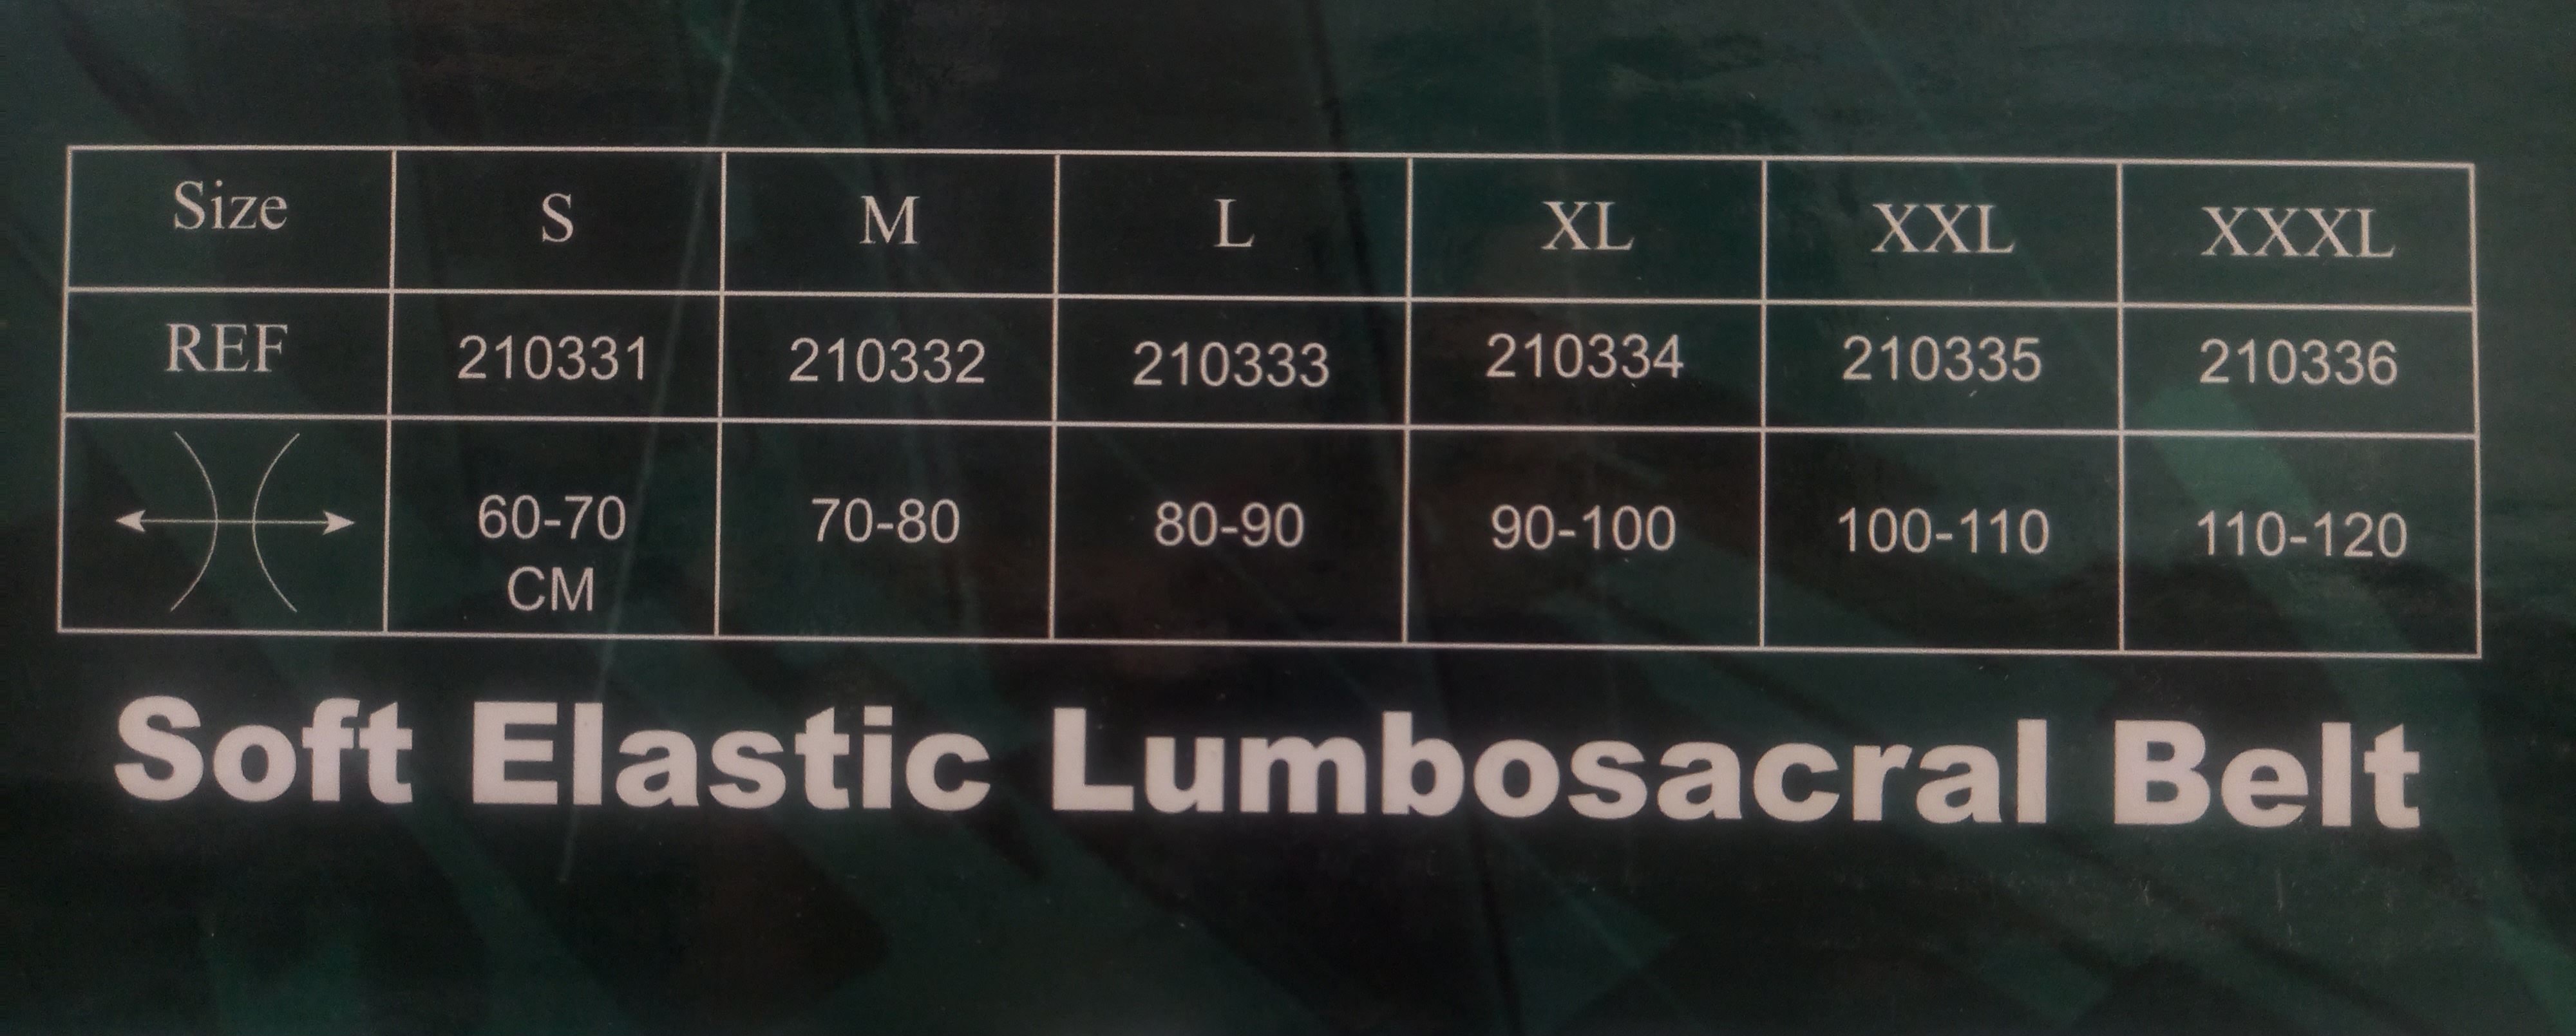 Size S M L XL XXL XXXL
REF 210331 210332 210333 210334 210335 210336
60-70 70-80 80-90 90-100 100-110 110-120
CM
Soft Elastic Lumbosacral Belt